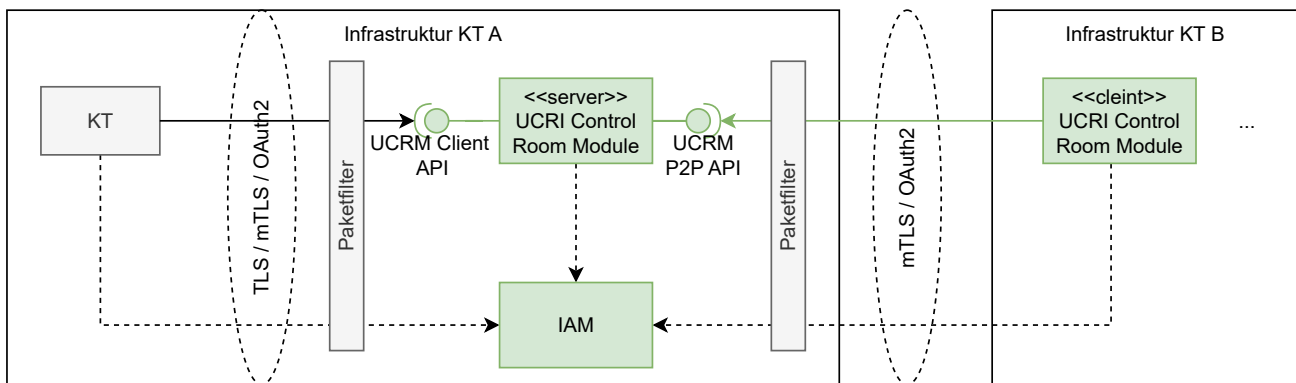 Infrastruktur KT A
Infrastruktur KT B
KT
TLS / mTLS / OAuth2
Paketfilter
UCRM Client
API
<<server>>
UCRI Control
Room Module
UCRM
P2P API
Paketfilter
mTLS / OAuth2
<<cleint>>
UCRI Control
Room Module
...
IAM